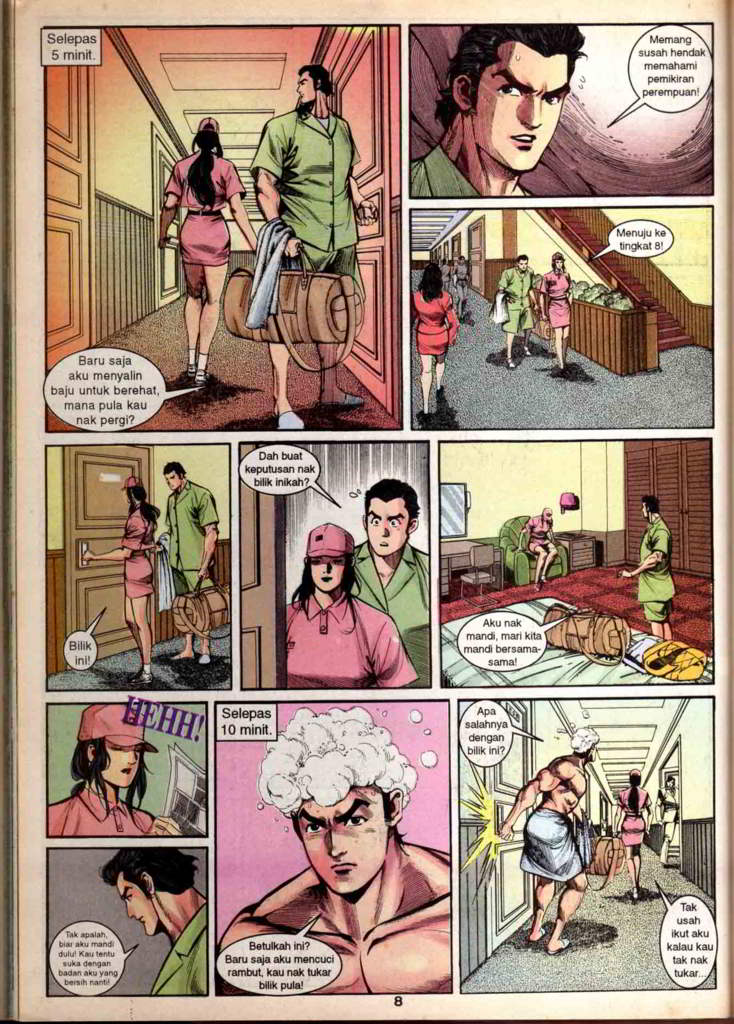 Selepas
5 minit.
Baru saja
aku menyalin
baju untuk berehat,
mana pula kau
nak pergi?
Memang
susah hendak
memahami
pemikiran
perempuan!
Menuju ke
tingkat 8!
Bilik
ini!
Dah buat
keputusan nak
bilik inikah?
Aku nak
mandi, mari kita
mandi bersama-
sama!
HEHH!
Tak apalah,
biar aku mandi
dulu! Kau tentu
suka dengan
badan aku yang
bersih nanti!
Selepas
10 minit.
Betulkah ini?
Baru saja aku mencuci
rambut, kau nak tukar
bilik pula!
Apa
salahnya
dengan
bilik ini?
Tak
usah
ikut aku
kalau kau
tak nak
tukar...
8